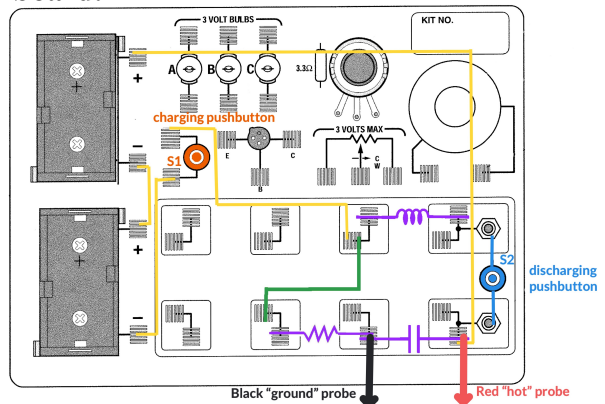 3 VOLT BULBS
KIT NO.
A
B
C
3.3Ω
+
charging pushbutton
3 VOLTS MAX
S1
E
C
B
C
W
−
+
S2
discharging
pushbutton
−
Black “ground” probe
Red “hot” probe